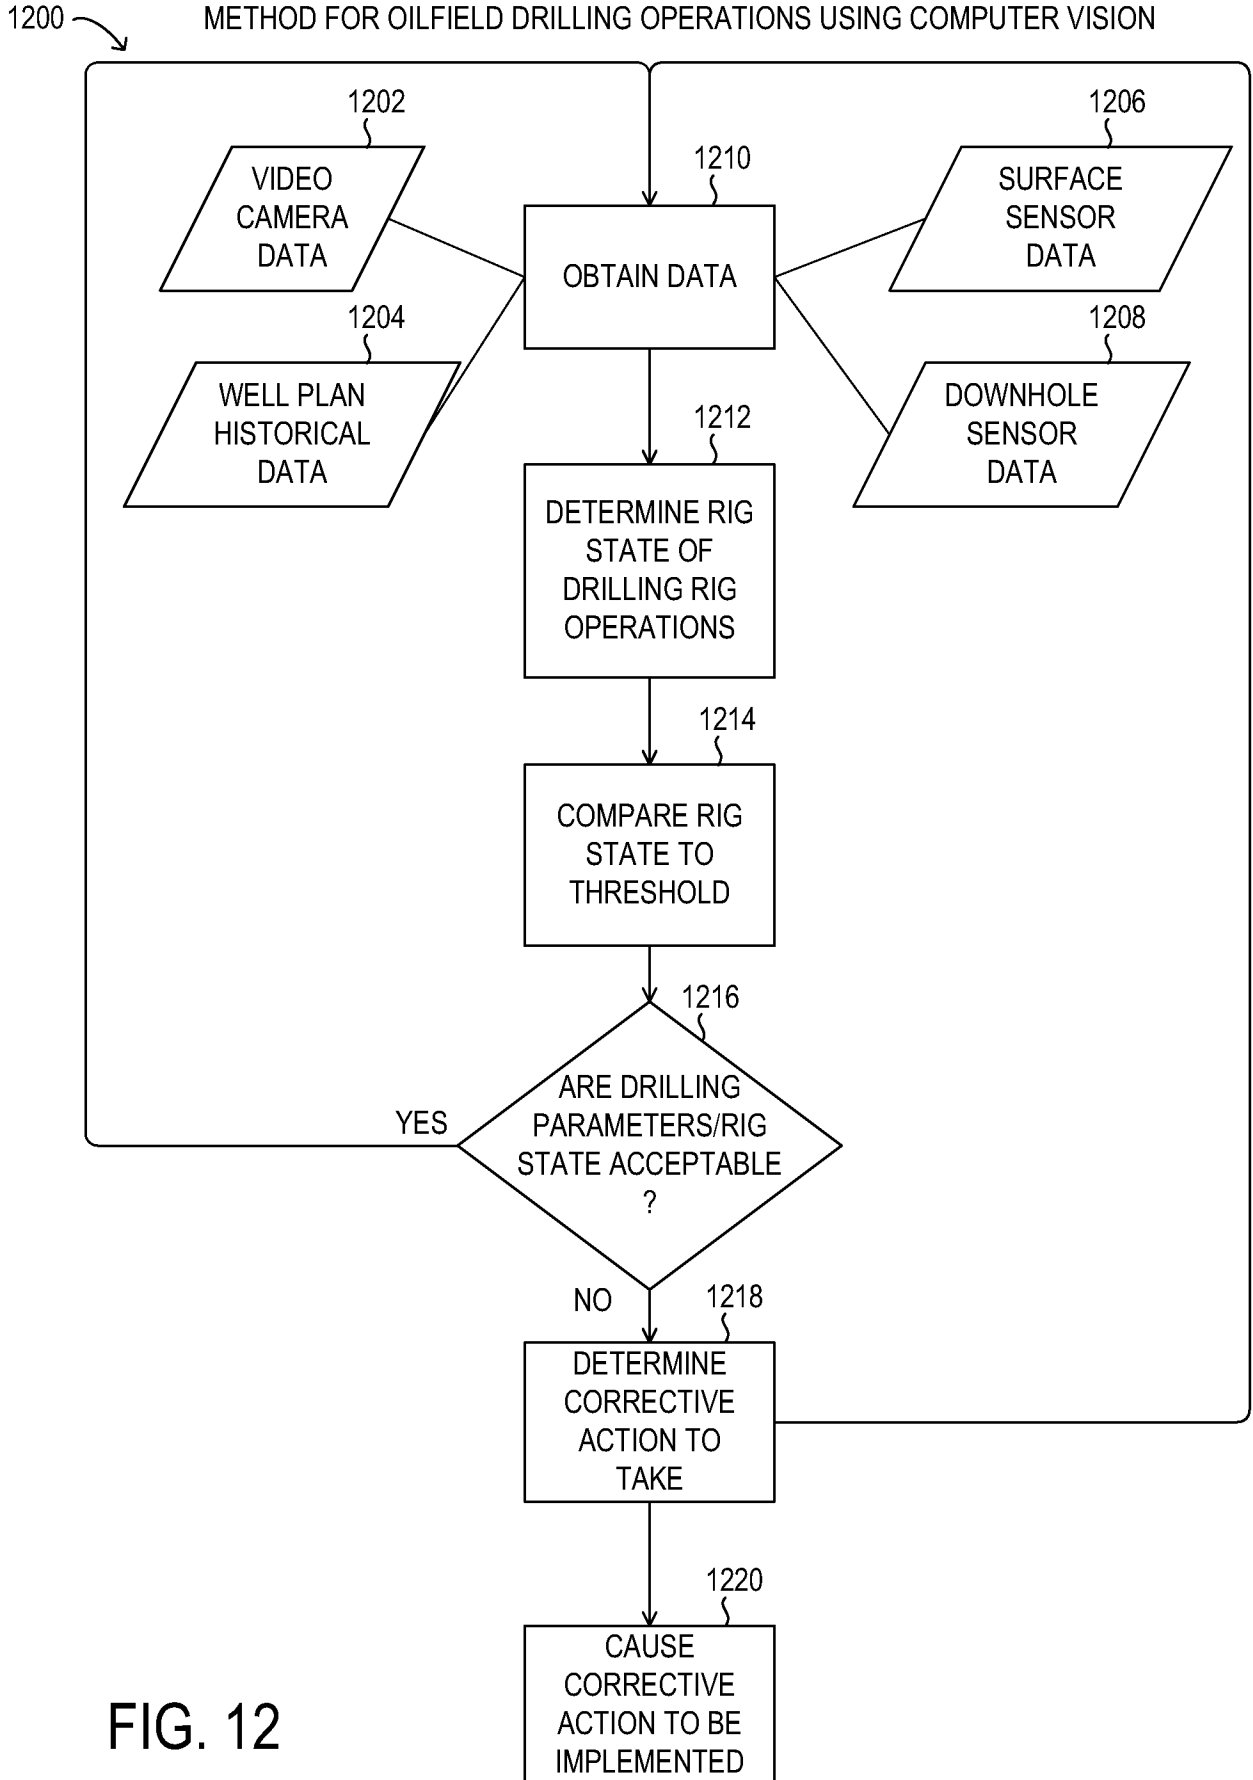 1200
METHOD FOR OILFIELD DRILLING OPERATIONS USING COMPUTER VISION
1202
VIDEO
CAMERA
DATA
1204
WELL PLAN
HISTORICAL
DATA
1206
SURFACE
SENSOR
DATA
1208
DOWNHOLE
SENSOR
DATA
1210
OBTAIN DATA
1212
DETERMINE RIG
STATE OF
DRILLING RIG
OPERATIONS
1214
COMPARE RIG
STATE TO
THRESHOLD
1216
ARE DRILLING
PARAMETERS/RIG
STATE ACCEPTABLE
?
YES
NO
1218
DETERMINE
CORRECTIVE
ACTION TO
TAKE
1220
CAUSE
CORRECTIVE
ACTION TO BE
IMPLEMENTED
FIG. 12